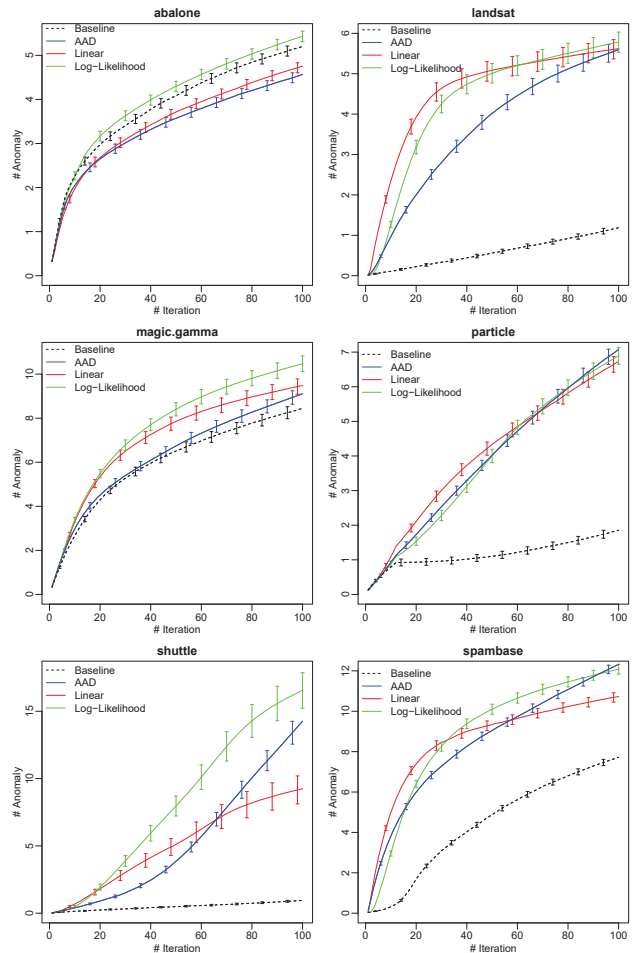 abalone
# Anomaly
0 1 2 3 4 5
Baseline
AAD
Linear
Log−Likelihood
0 20 40 60 80 100
# Iteration
landsat
# Anomaly
0 1 2 3 4 5 6
Baseline
AAD
Linear
Log−Likelihood
0 20 40 60 80 100
# Iteration
magic.gamma
# Anomaly
0 2 4 6 8 10
Baseline
AAD
Linear
Log−Likelihood
0 20 40 60 80 100
# Iteration
particle
# Anomaly
0 1 2 3 4 5 6 7
Baseline
AAD
Linear
Log−Likelihood
0 20 40 60 80 100
# Iteration
shuttle
# Anomaly
0 5 10 15
Baseline
AAD
Linear
Log−Likelihood
0 20 40 60 80 100
# Iteration
spambase
# Anomaly
0 2 4 6 8 10 12
Baseline
AAD
Linear
Log−Likelihood
0 20 40 60 80 100
# Iteration